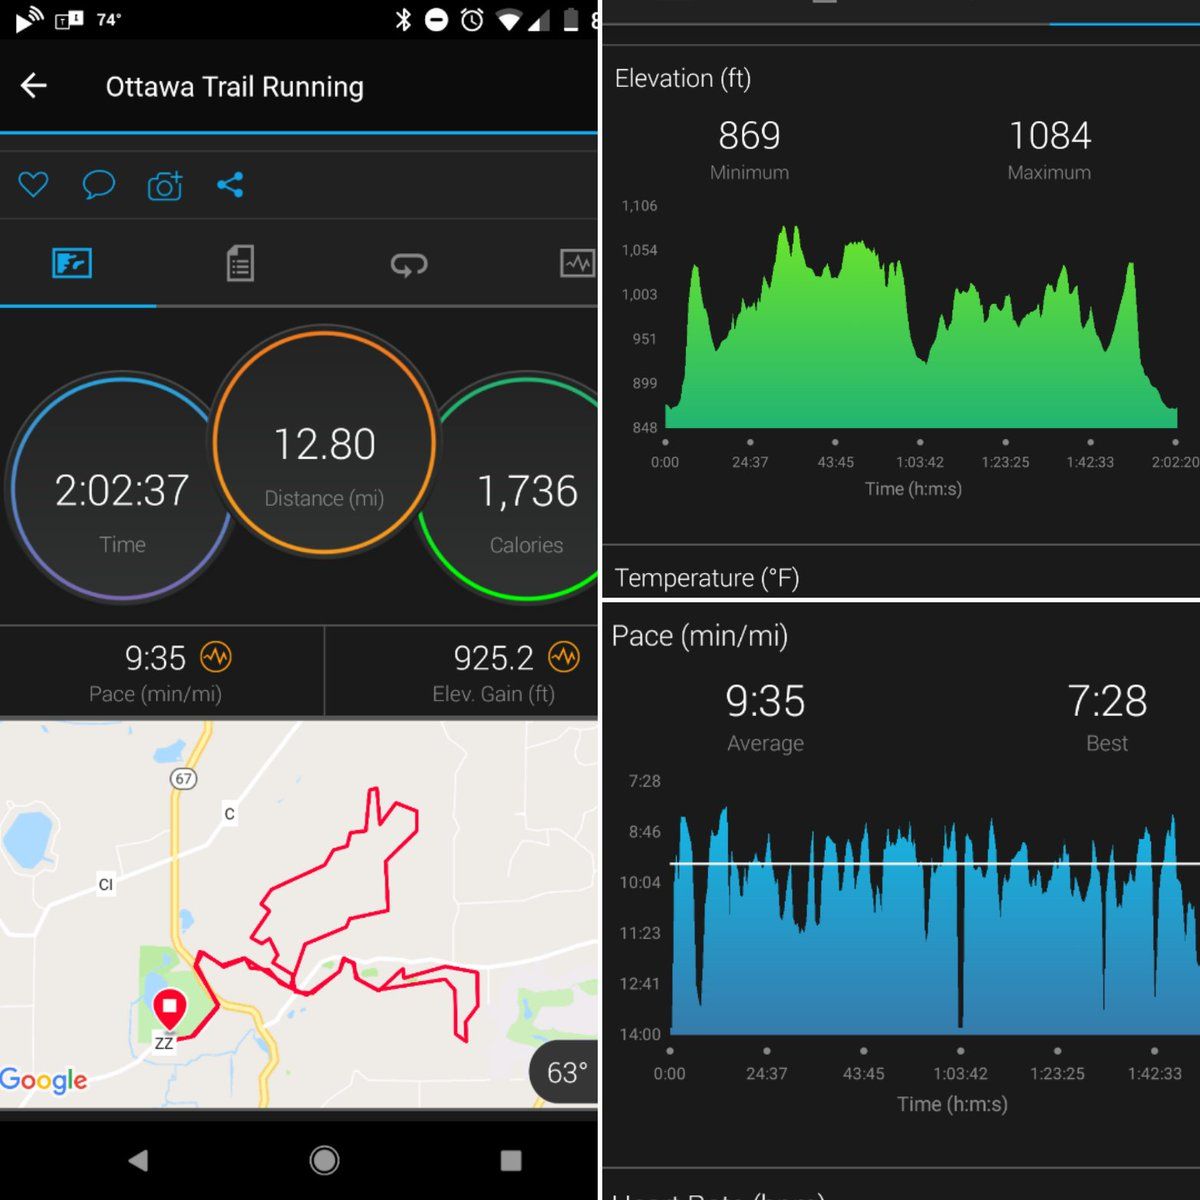 74°
Ottawa Trail Running
2:02:37
Time
12.80
Distance (mi)
1,736
Calories
9:35
Pace (min/mi)
925.2
Elev. Gain (ft)
67
C
CI
ZZ
Google
63°
Elevation (ft)
869
Minimum
1084
Maximum
1,106
1,054
1,003
951
899
848
0:00 24:37 43:45 1:03:42 1:23:25 1:42:33 2:02:20
Time (h:m:s)
Temperature (°F)
Pace (min/mi)
9:35
Average
7:28
Best
7:28
8:46
10:04
11:23
12:41
14:00
0:00 24:37 43:45 1:03:42 1:23:25 1:42:33
Time (h:m:s)